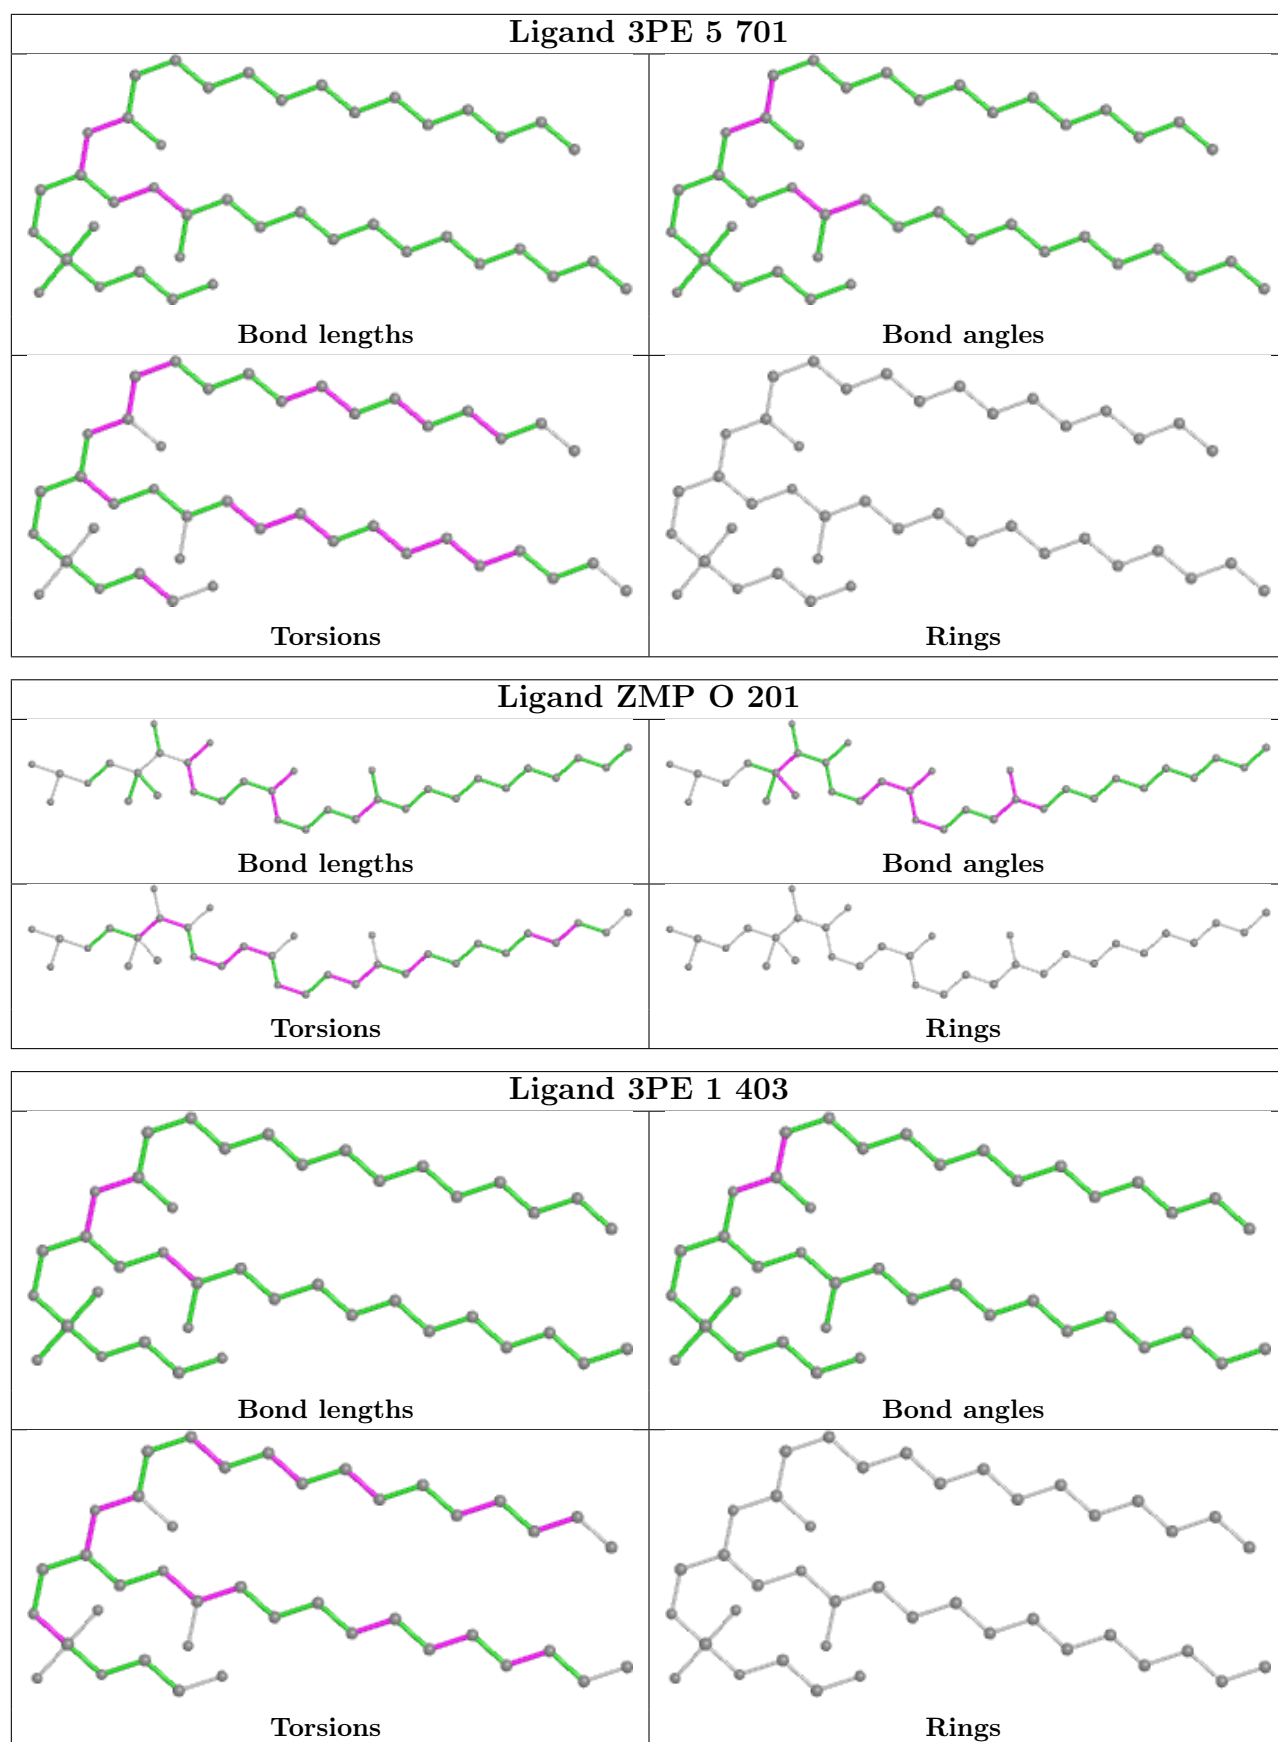 Ligand 3PE 5 701
Bond lengths
Bond angles
Torsions
Rings
Ligand ZMP O 201
Bond lengths
Bond angles
Torsions
Rings
Ligand 3PE 1 403
Bond lengths
Bond angles
Torsions
Rings